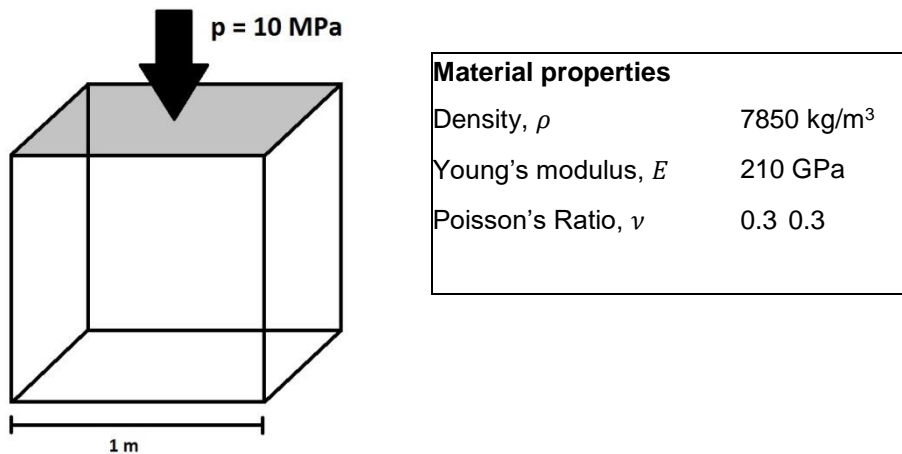 p = 10 MPa
1 m
Material properties
Density, ρ 7850 kg/m³
Young’s modulus, E 210 GPa
Poisson’s Ratio, ν 0.3 0.3